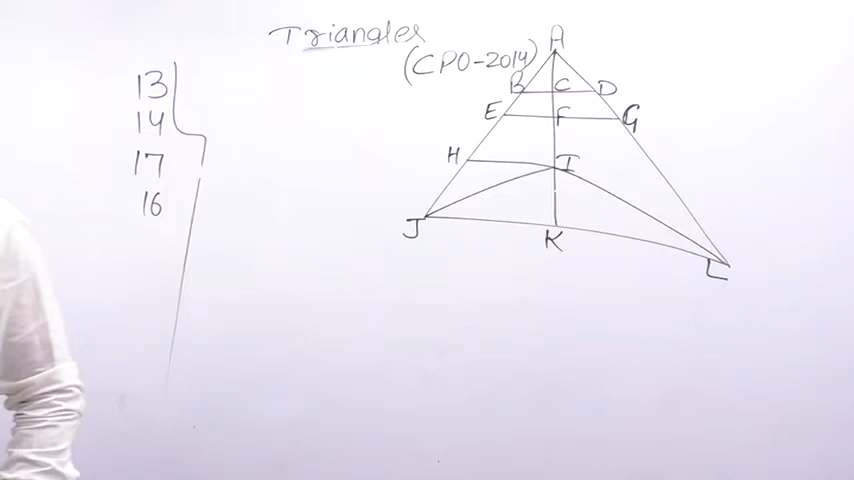 Triangles
(CPO-2014)
13
14
17
16
A
B C D
E F G
H I
J K L